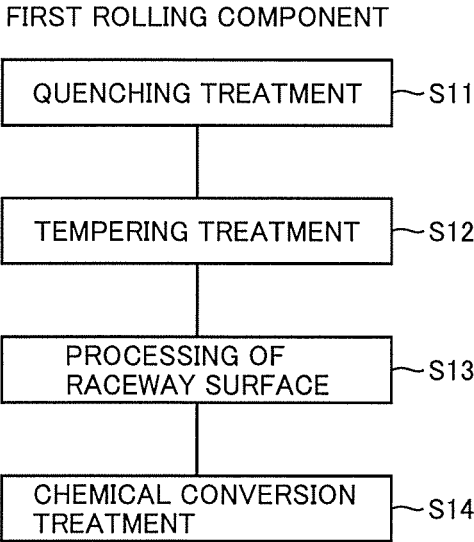 FIRST ROLLING COMPONENT
QUENCHING TREATMENT
S11
TEMPERING TREATMENT
S12
PROCESSING OF
RACEWAY SURFACE
S13
CHEMICAL CONVERSION
TREATMENT
S14